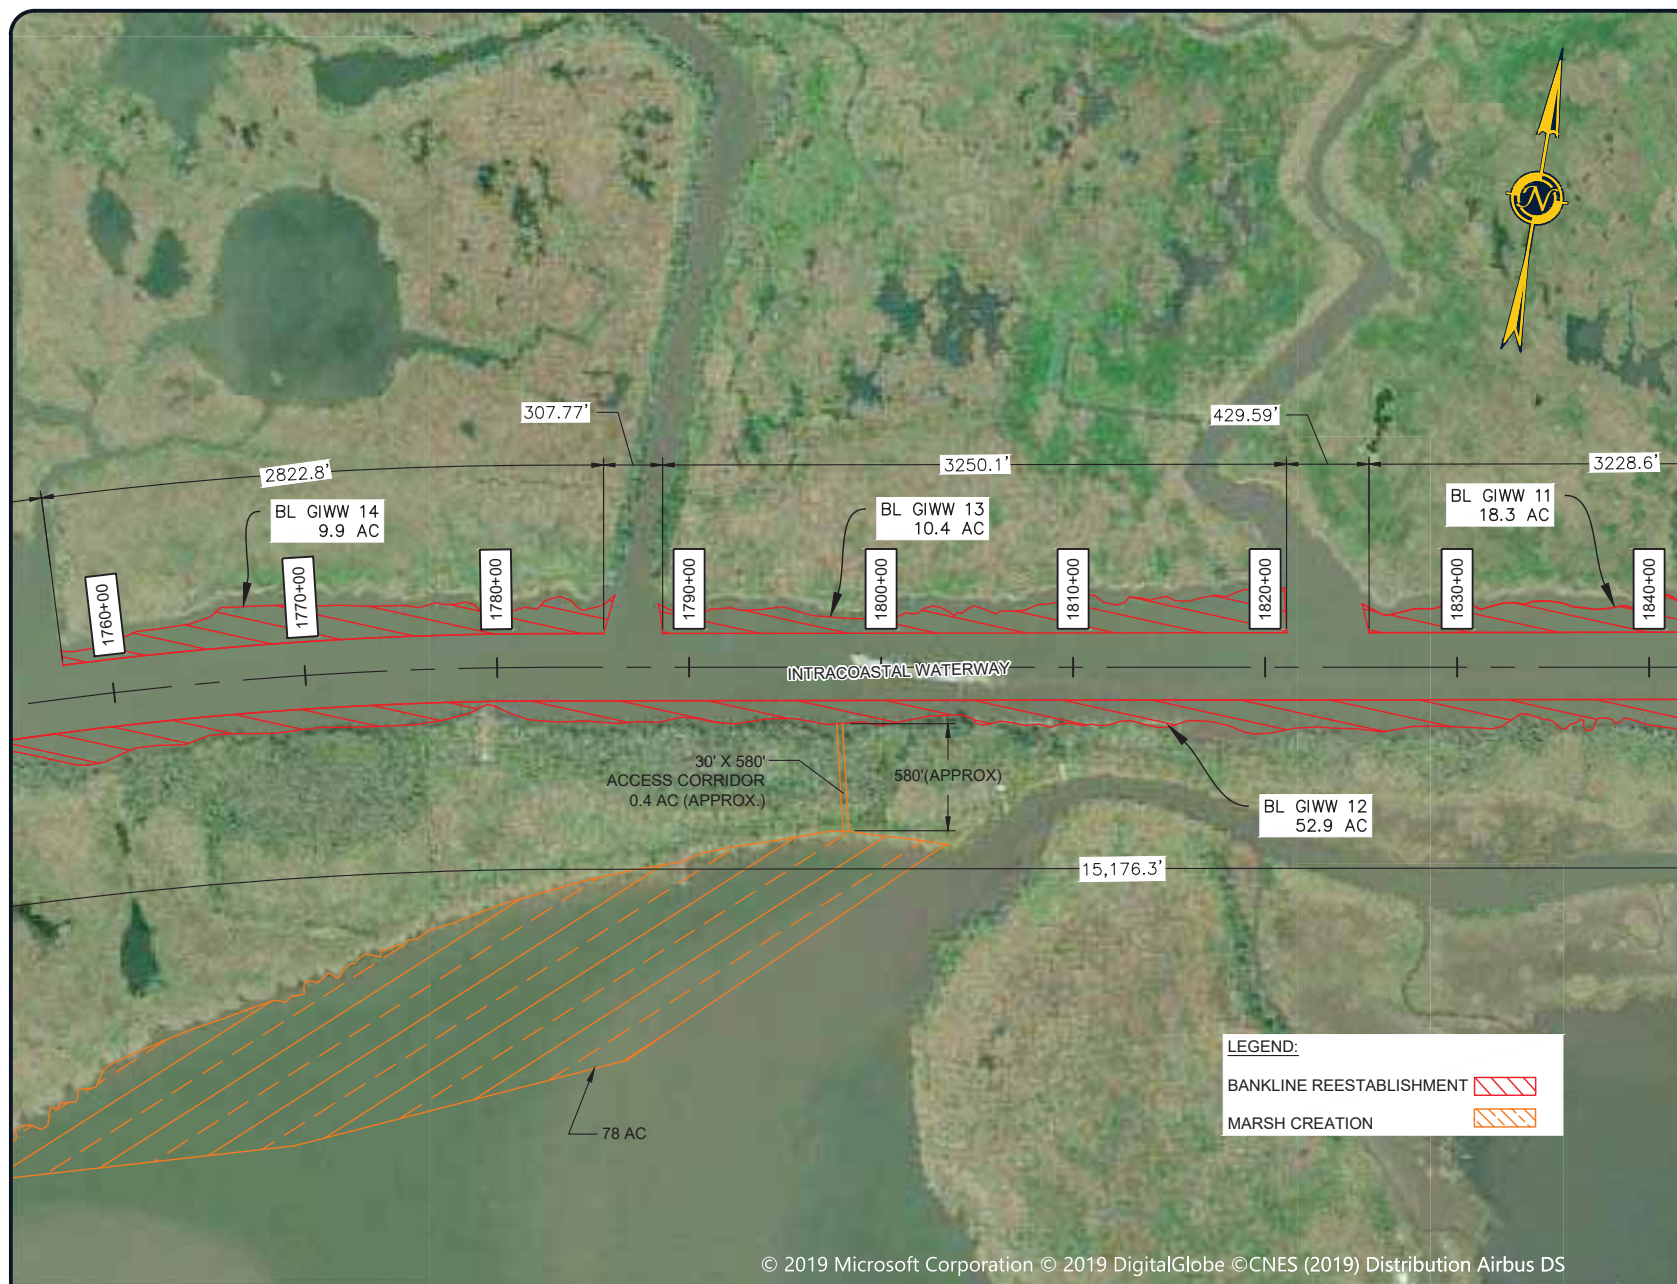 N
307.77'
429.59'
2822.8'
3250.1'
3228.6'
BL GIWW 14
9.9 AC
BL GIWW 13
10.4 AC
BL GIWW 11
18.3 AC
1760+00
1770+00
1780+00
1790+00
1800+00
1810+00
1820+00
1830+00
1840+00
INTRACOASTAL WATERWAY
30' X 580'
ACCESS CORRIDOR
0.4 AC (APPROX.)
580'(APPROX)
BL GIWW 12
52.9 AC
15,176.3'
78 AC
LEGEND:
BANKLINE REESTABLISHMENT
MARSH CREATION
© 2019 Microsoft Corporation © 2019 DigitalGlobe ©CNES (2019) Distribution Airbus DS